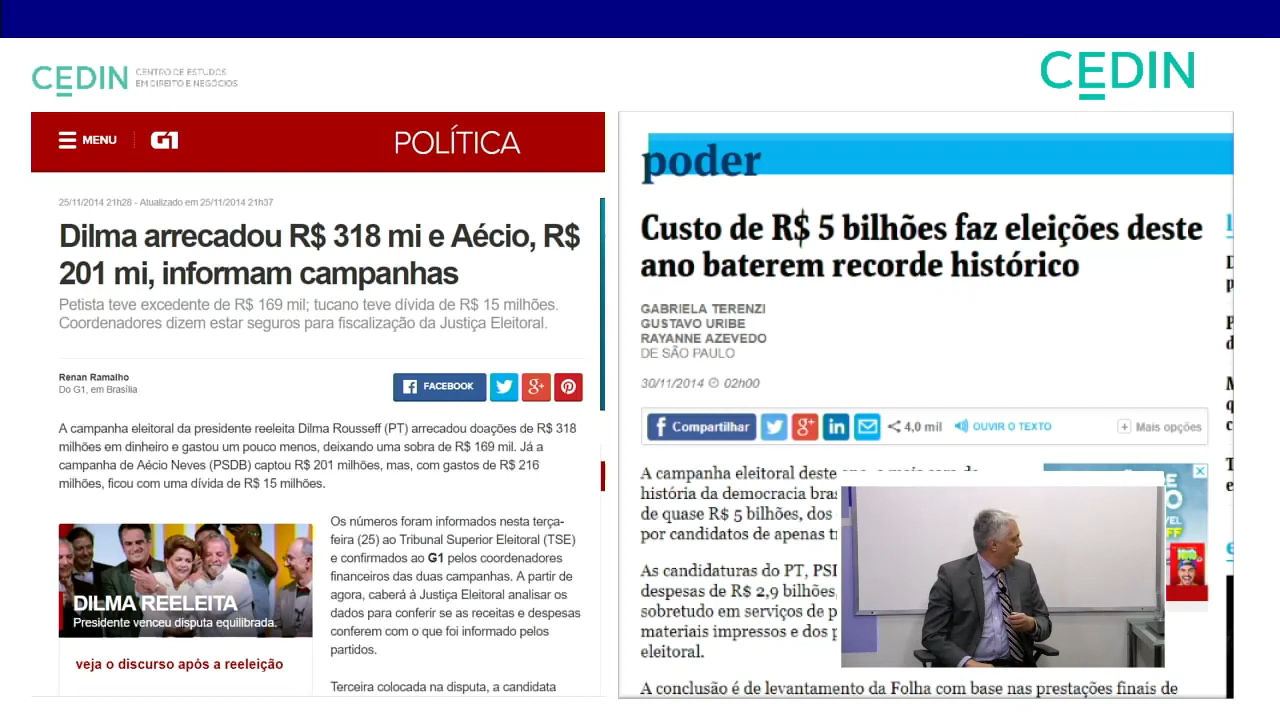 CEDIN CENTRO DE ESTUDOS
EM DIREITO E NEGÓCIOS
CEDIN
MENU G1 POLÍTICA
25/11/2014 21h28 - Atualizado em 25/11/2014 21h37
Dilma arrecadou R$ 318 mi e Aécio, R$
201 mi, informam campanhas
Petista teve excedente de R$ 169 mil; tucano teve dívida de R$ 15 milhões.
Coordenadores dizem estar seguros para fiscalização da Justiça Eleitoral.
Renan Ramalho
Do G1, em Brasília
FACEBOOK
A campanha eleitoral da presidente reeleita Dilma Rousseff (PT) arrecadou doações de R$ 318
milhões em dinheiro e gastou um pouco menos, deixando uma sobra de R$ 169 mil. Já a
campanha de Aécio Neves (PSDB) captou R$ 201 milhões, mas, com gastos de R$ 216
milhões, ficou com uma dívida de R$ 15 milhões.
DILMA REELEITA
Presidente venceu disputa equilibrada.
veja o discurso após a reeleição
Os números foram informados nesta terça-
feira (25) ao Tribunal Superior Eleitoral (TSE)
e confirmados ao G1 pelos coordenadores
financeiros das duas campanhas. A partir de
agora, caberá à Justiça Eleitoral analisar os
dados para conferir se as receitas e despesas
conferem com o que foi informado pelos
partidos.
Terceira colocada na disputa, a candidata
poder
Custo de R$ 5 bilhões faz eleições deste
ano baterem recorde histórico
GABRIELA TERENZI
GUSTAVO URIBE
RAYANNE AZEVEDO
DE SÃO PAULO
30/11/2014 02h00
Compartilhar 4,0 mil OUVIR O TEXTO + Mais opções
A campanha eleitoral deste
história da democracia bras
de quase R$ 5 bilhões, dos
por candidatos de apenas tr
As candidaturas do PT, PSI
despesas de R$ 2,9 bilhões,
sobretudo em serviços de p
materiais impressos e dos p
eleitoral.
A conclusão é de levantamento da Folha com base nas prestações finais de